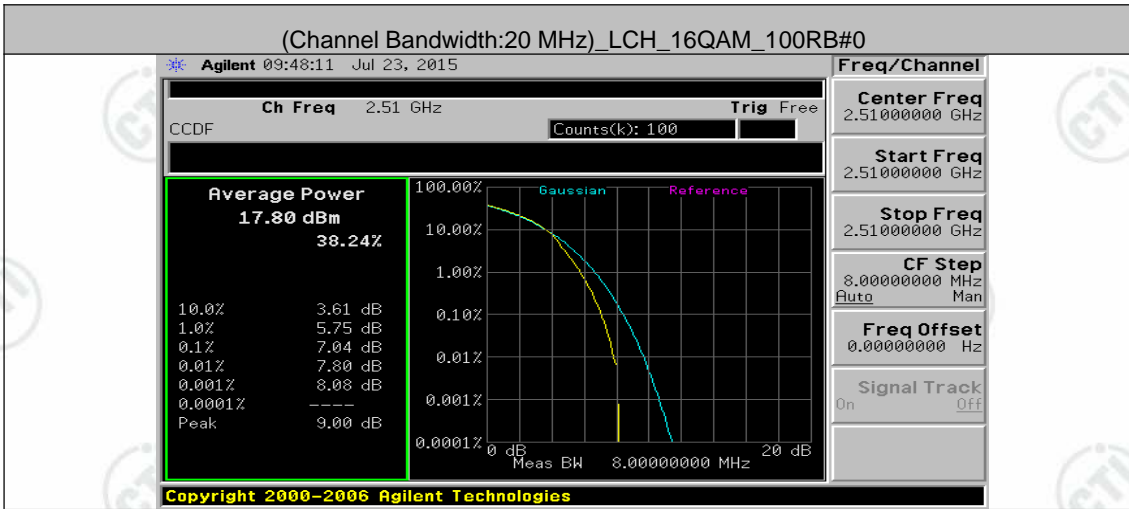 (Channel Bandwidth:20 MHz)_LCH_16QAM_100RB#0
Agilent 09:48:11 Jul 23, 2015
Freq/Channel
Ch Freq 2.51 GHz
Trig Free
CCDF
Counts(k): 100
Average Power
17.80 dBm
38.24%
10.0% 3.61 dB
1.0% 5.75 dB
0.1% 7.04 dB
0.01% 7.80 dB
0.001% 8.08 dB
0.0001% ----
Peak 9.00 dB
Gaussian
Reference
100.00%
10.00%
1.00%
0.10%
0.01%
0.001%
0.0001%
0 dB
20 dB
Meas BW 8.00000000 MHz
Center Freq
2.51000000 GHz
Start Freq
2.51000000 GHz
Stop Freq
2.51000000 GHz
CF Step
8.00000000 MHz
Auto Man
Freq Offset
0.00000000 Hz
Signal Track
On Off
Copyright 2000-2006 Agilent Technologies
CTI
CTI
CTI